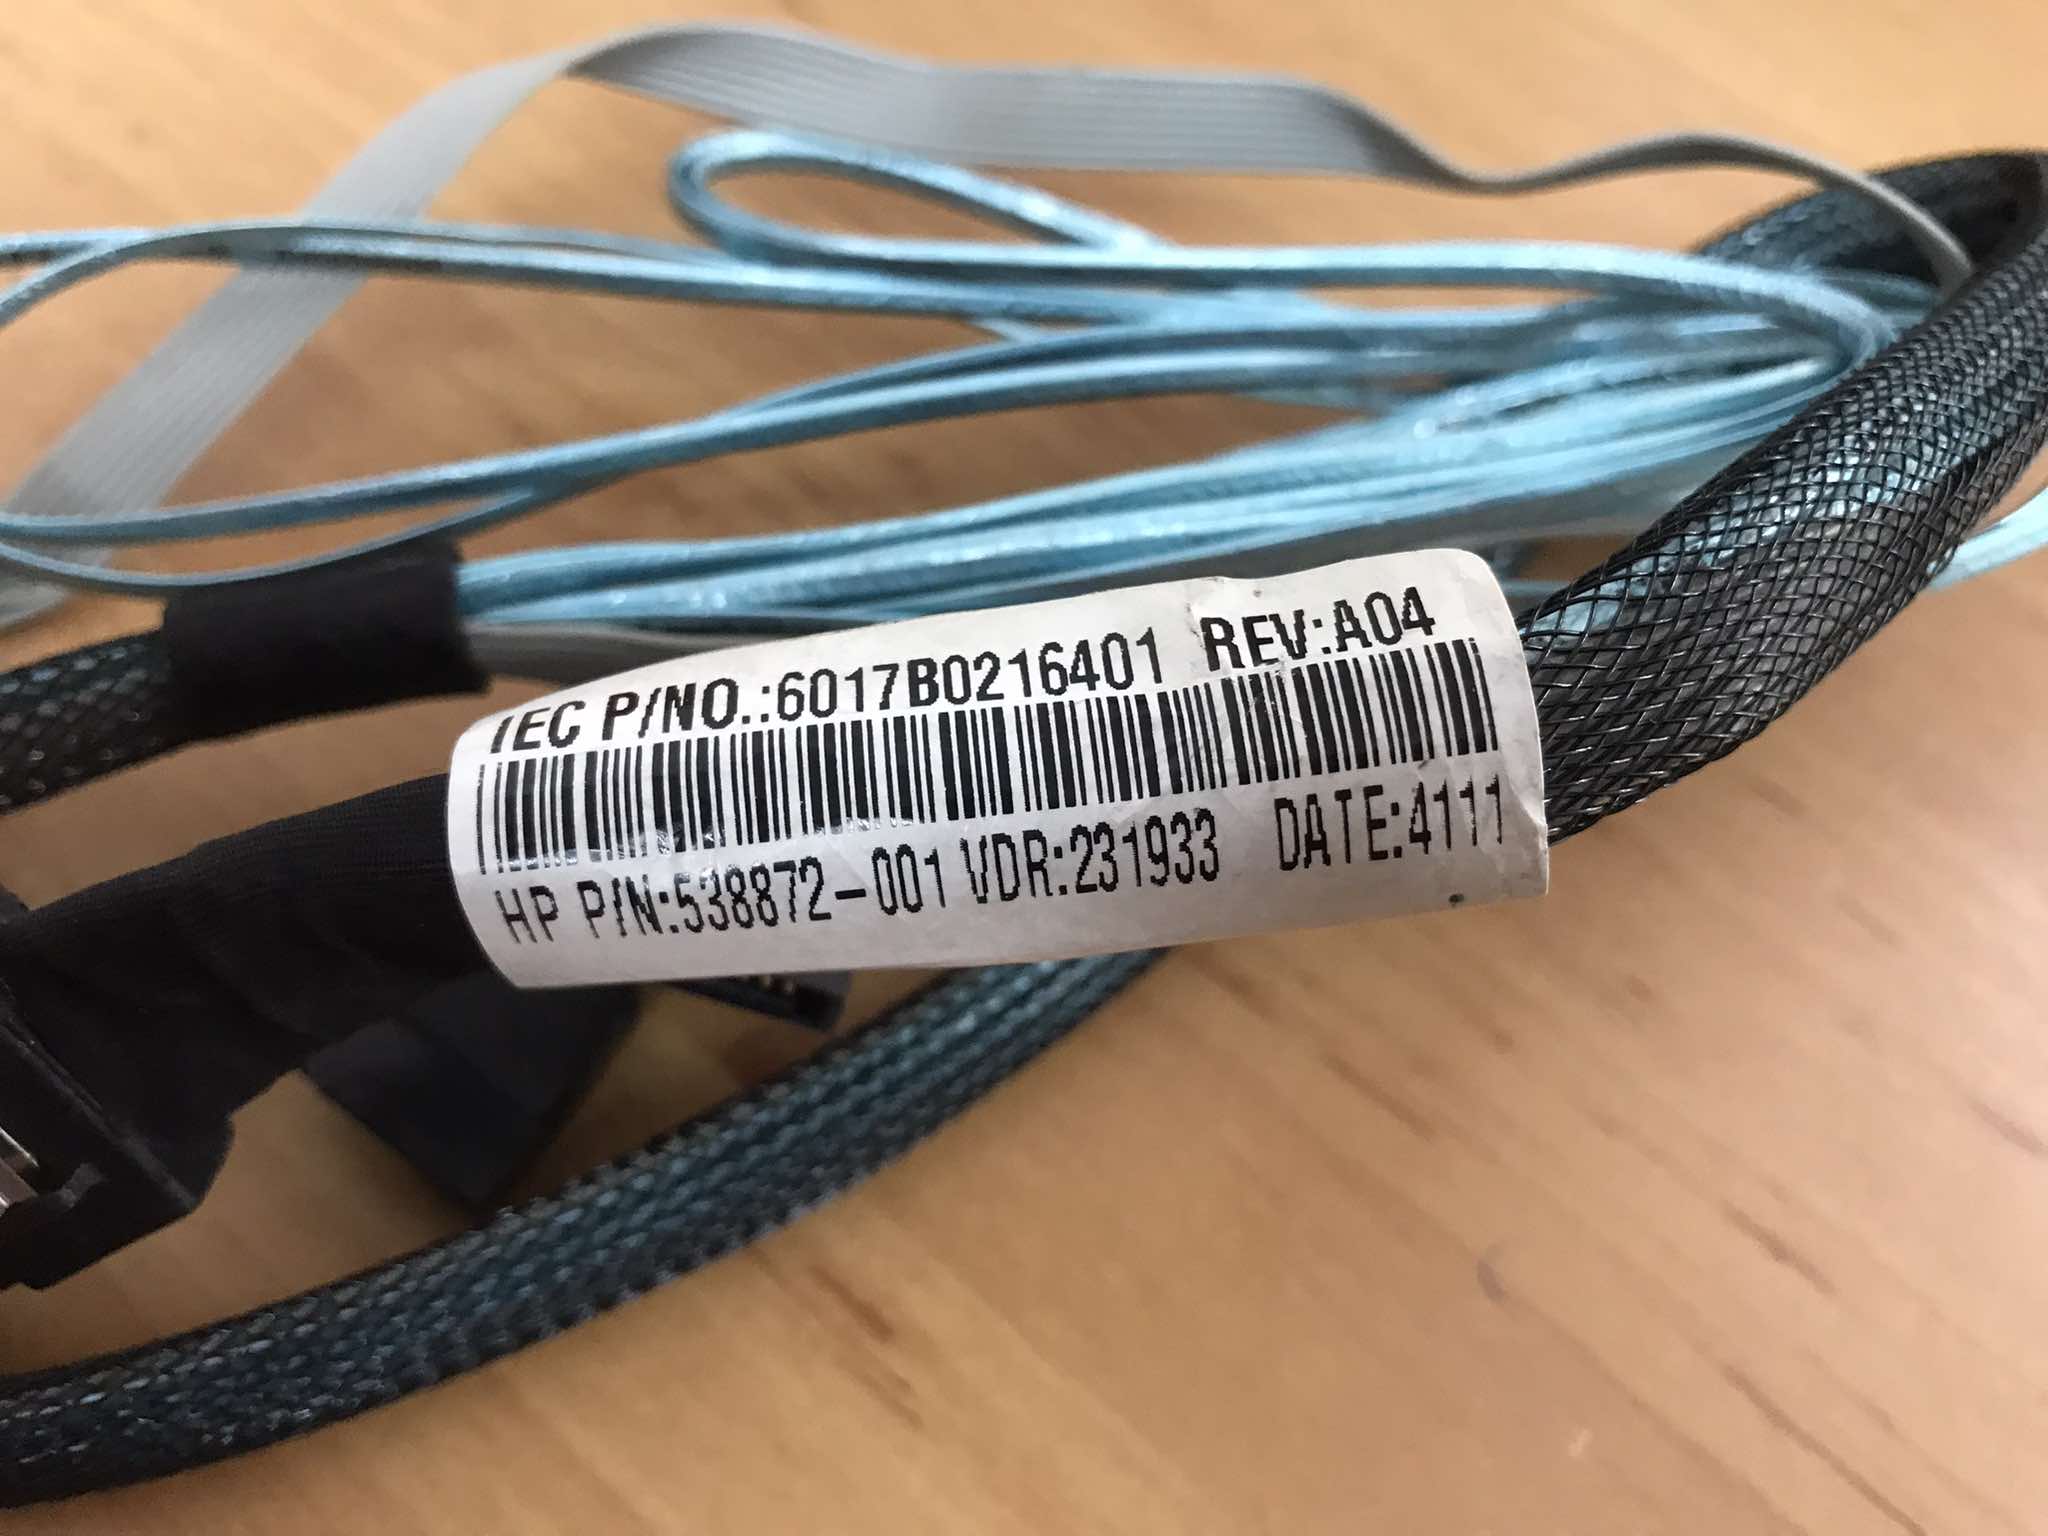 IEC P/NO.:6017B0216401 REV:A04
HP P/N:538872-001 VDR:231933 DATE:4111